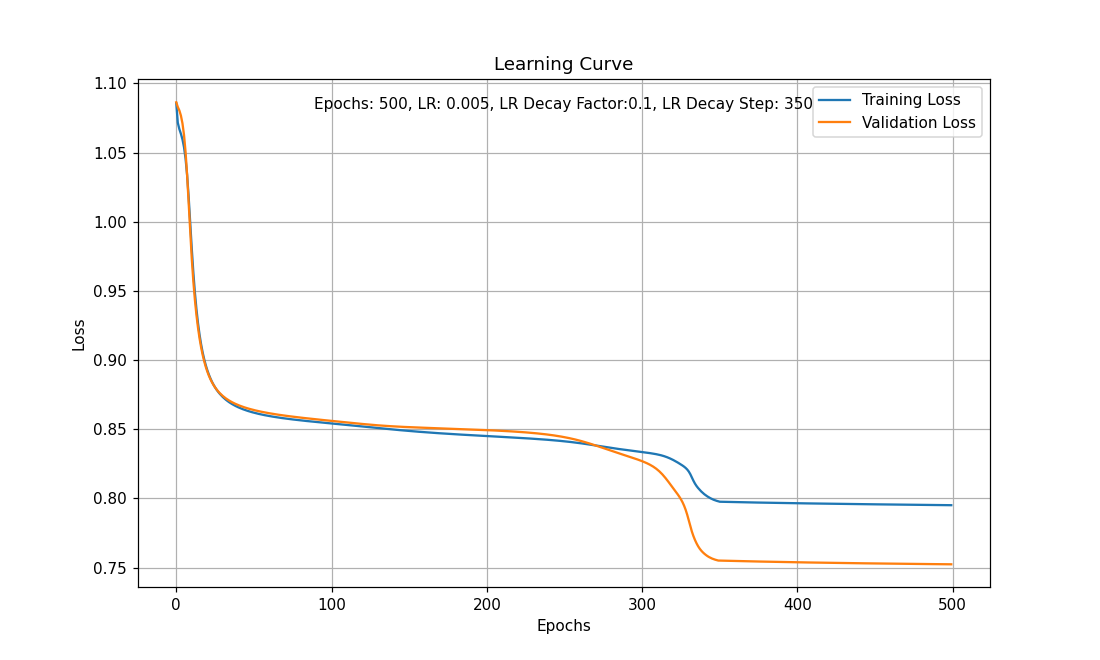 Learning Curve
Epochs: 500, LR: 0.005, LR Decay Factor:0.1, LR Decay Step: 350
Training Loss
Validation Loss
1.10
1.05
1.00
0.95
0.90
0.85
0.80
0.75
Loss
0 100 200 300 400 500
Epochs